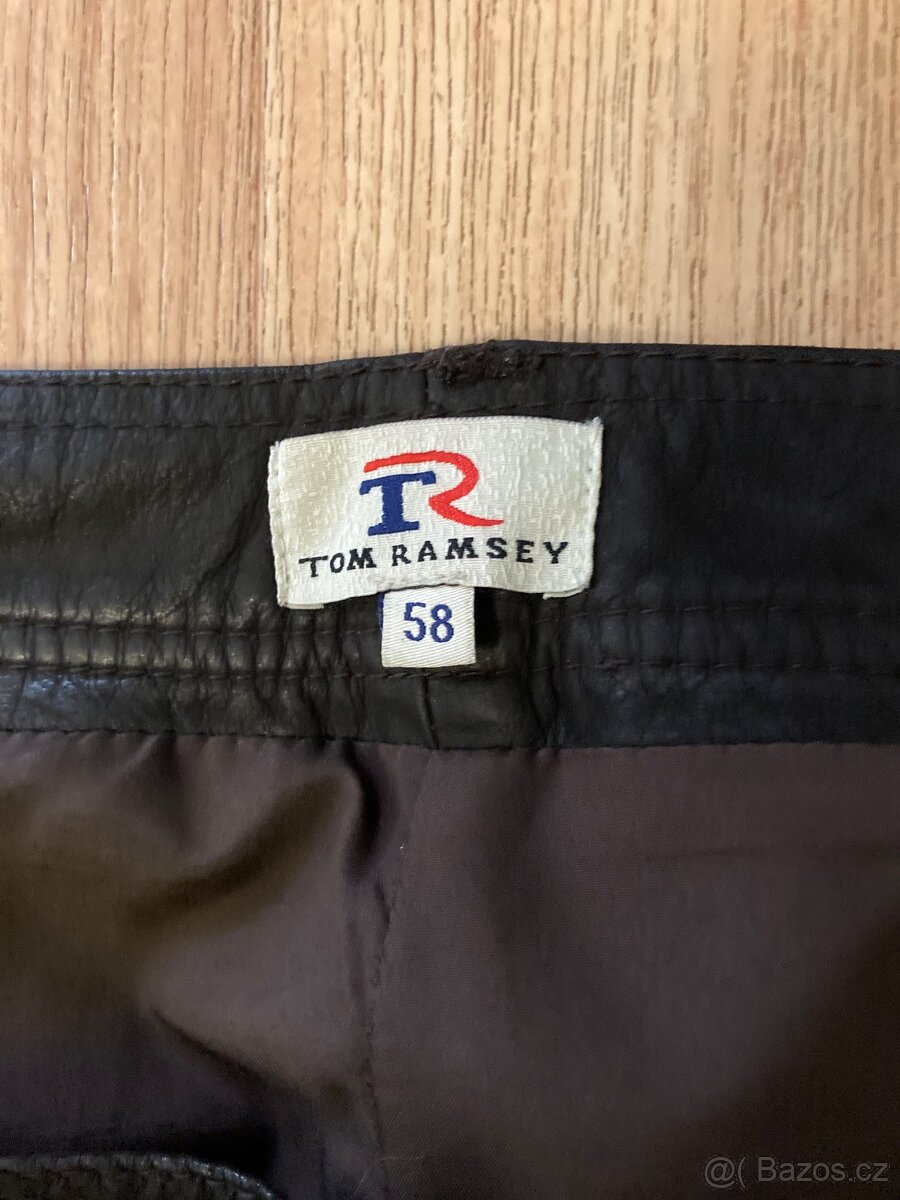 TR
TOM RAMSEY
58
@( Bazos.cz